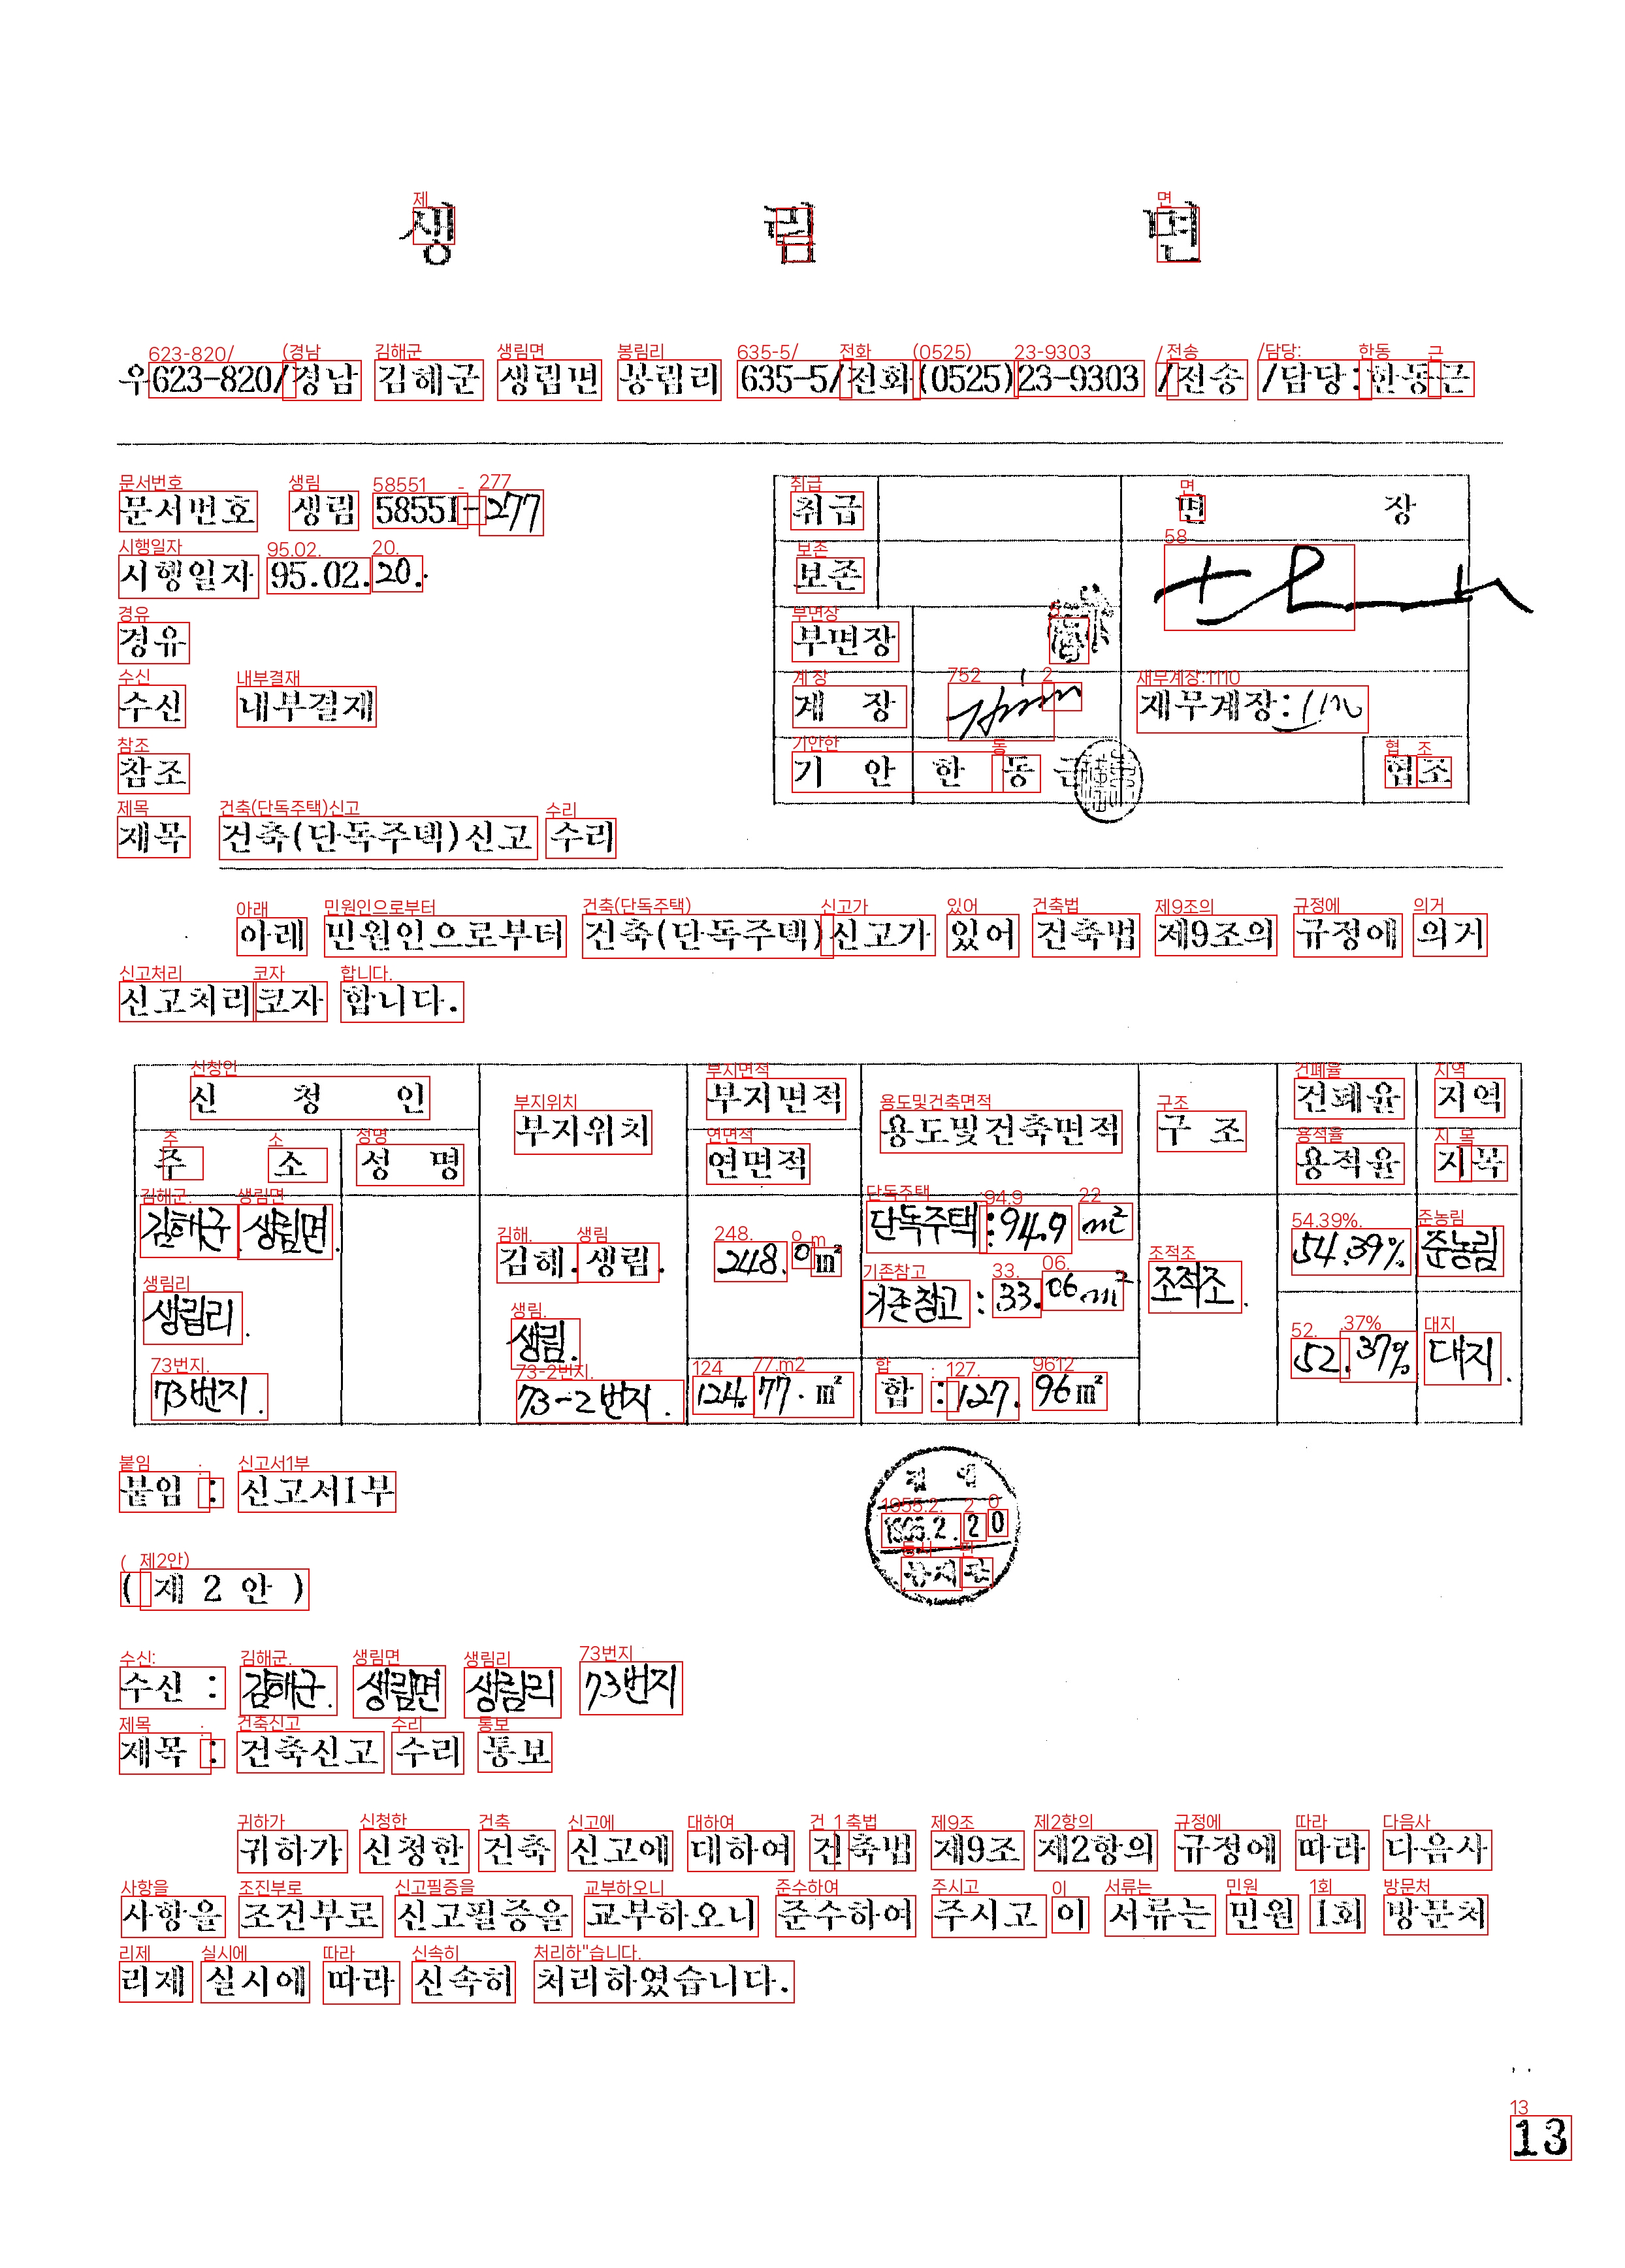 생 림 면
우623-820/경남 김해군 생림면 봉림리 635-5/전화(0525)23-9303 /전송 /담당:한동근
문서번호 생림 58551-277
시행일자 95.02.20.
경유
수신 내부결재
참조
제목 건축(단독주택)신고 수리
취급
면 장
보존
부면장
계 장
재무계장:
기 안 한 동 근
협조
아래 민원인으로부터 건축(단독주택)신고가 있어 건축법 제9조의 규정에 의거
신고처리코자 합니다.
신 청 인 부지위치 부지면적 용도및건축면적 구 조 건폐율 지역
주 소 성 명 연면적 용적율 지목
김해군. 생림면.
생림리.
73번지.
김해.생림.
생림.
73-2번지.
248.0㎡
124.77.㎡
단독주택:94.9㎡
기존창고:33.06㎡
합:127.96㎡
조적조.
54.39% 준농림
52.37% 대지.
붙임 : 신고서1부
2.20
( 제 2 안 )
수신 : 김해군. 생림면 생림리 73번지
제목 : 건축신고 수리 통보
귀하가 신청한 건축 신고에 대하여 건축법 제9조 제2항의 규정에 따라 다음사
사항을 조건부로 신고필증을 교부하오니 준수하여 주시고 이 서류는 민원 1회 방문처
리제 실시에 따라 신속히 처리하였습니다.
13